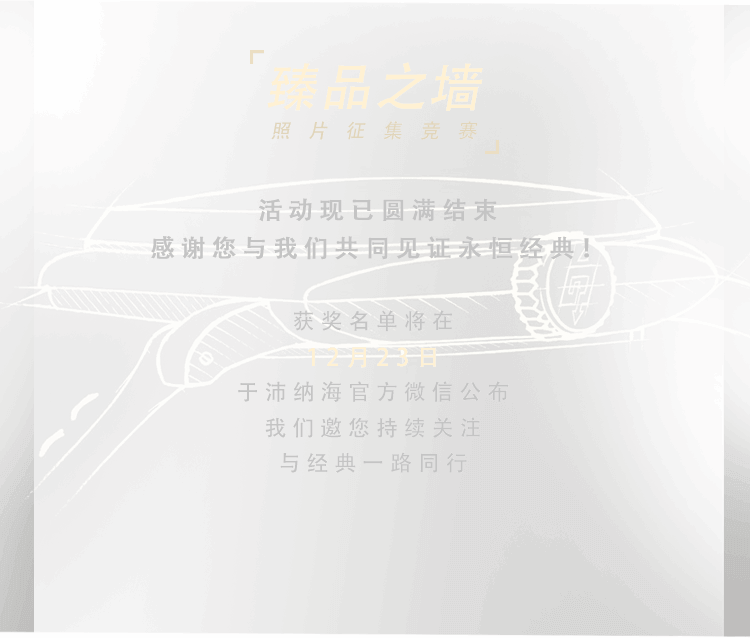 「臻品之墙
照片征集竞赛」
活动现已圆满结束
感谢您与我们共同见证永恒经典！
获奖名单将在
12月23日
于沛纳海官方微信公布
我们邀您持续关注
与经典一路同行